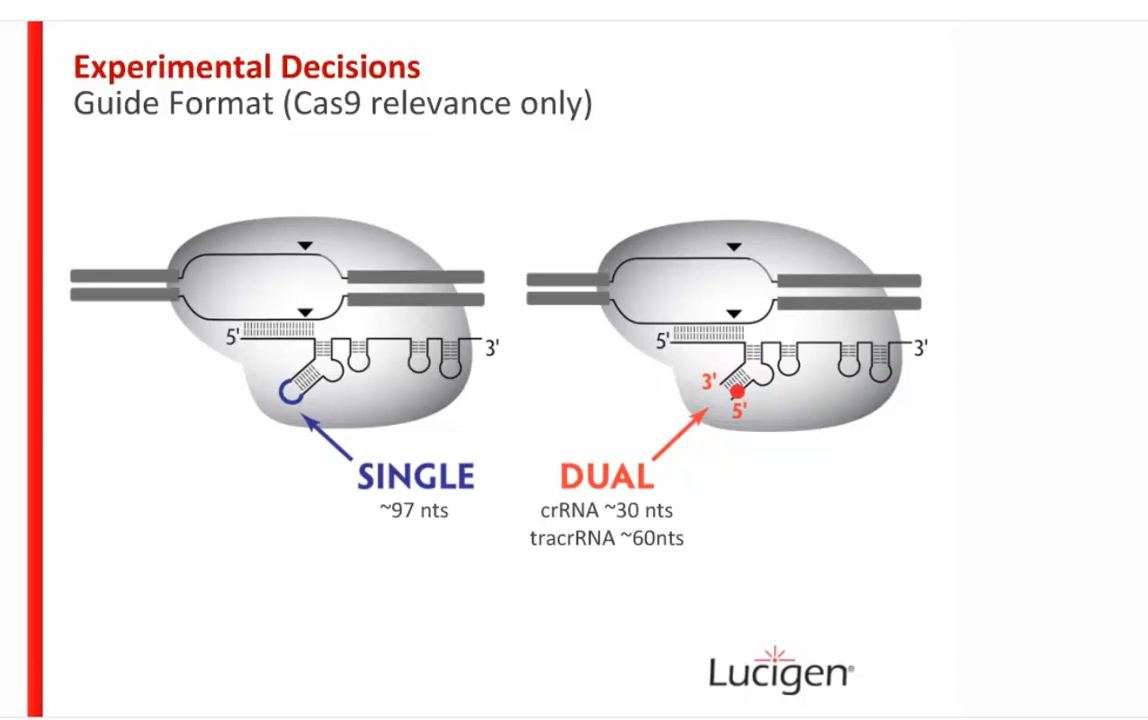 Experimental Decisions
Guide Format (Cas9 relevance only)
5'
3'
5'
3'
3'
5'
SINGLE
~97 nts
DUAL
crRNA ~30 nts
tracrRNA ~60nts
Lucigen®